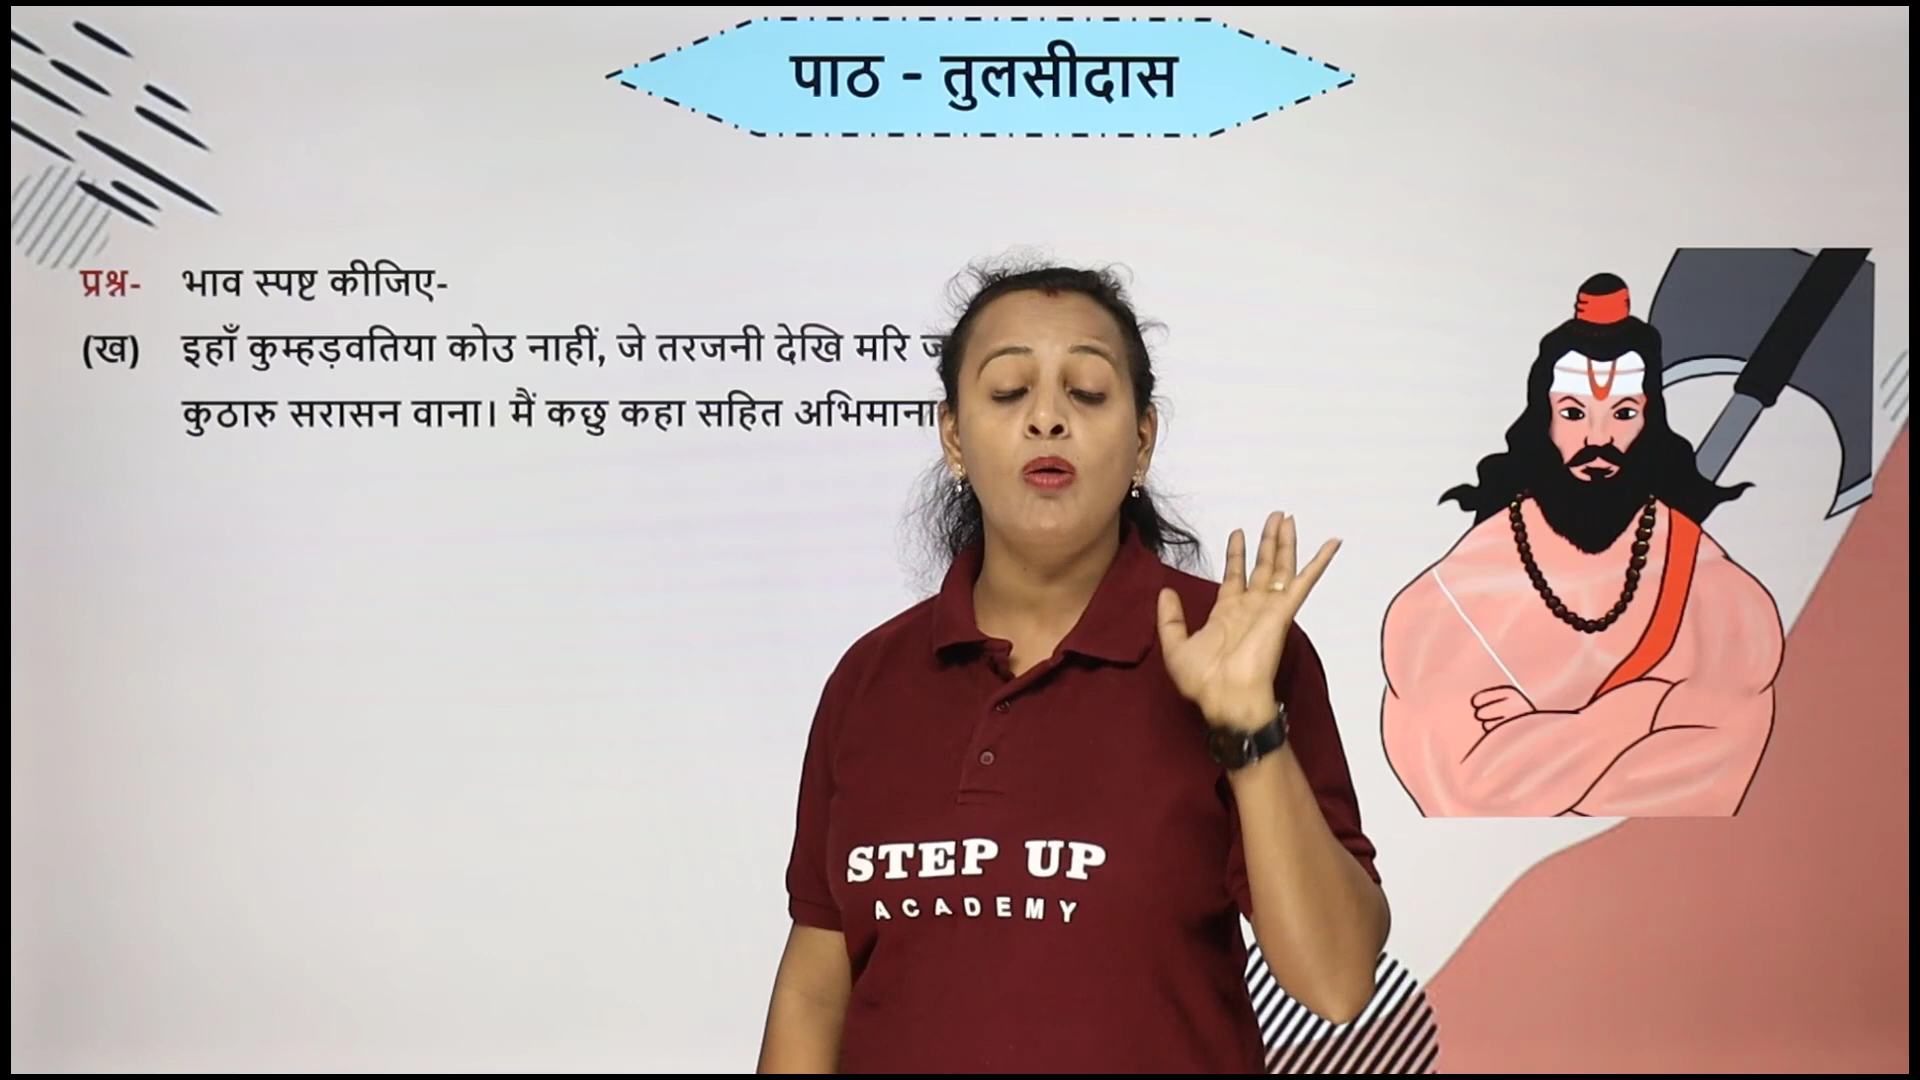 पाठ - तुलसीदास
प्रश्न- भाव स्पष्ट कीजिए-
(ख) इहाँ कुम्हड़वतिया कोउ नाहीं, जे तरजनी देखि मरि
कुठारु सरासन वाना। मैं कछु कहा सहित अभिमाना
STEP UP
ACADEMY